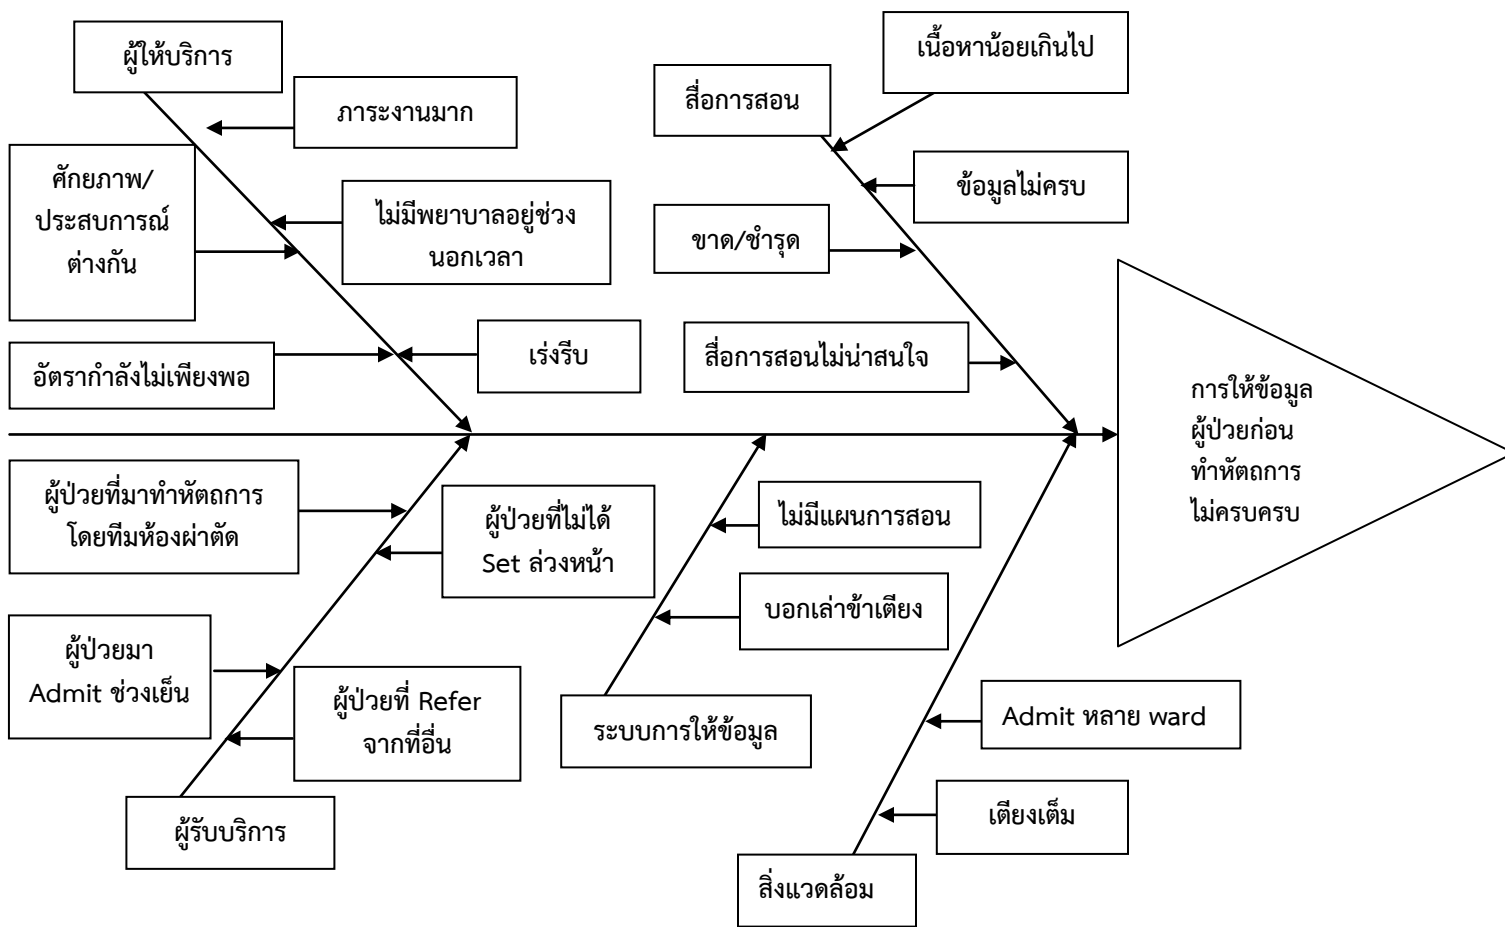 ผู้ให้บริการ
ภาระงานมาก
ศักยภาพ/
ประสบการณ์
ต่างกัน
ไม่มีพยาบาลอยู่ช่วง
นอกเวลา
อัตรากำลังไม่เพียงพอ
เร่งรีบ
สื่อการสอน
เนื้อหาน้อยเกินไป
ข้อมูลไม่ครบ
ขาด/ชำรุด
สื่อการสอนไม่น่าสนใจ
การให้ข้อมูล
ผู้ป่วยก่อน
ทำหัตถการ
ไม่ครบครบ
ผู้ป่วยที่มาทำหัตถการ
โดยทีมห้องผ่าตัด
ผู้ป่วยที่ไม่ได้
Set ล่วงหน้า
ผู้ป่วยมา
Admit ช่วงเย็น
ผู้ป่วยที่ Refer
จากที่อื่น
ผู้รับบริการ
ไม่มีแผนการสอน
บอกเล่าข้าเตียง
ระบบการให้ข้อมูล
Admit หลาย ward
เตียงเต็ม
สิ่งแวดล้อม